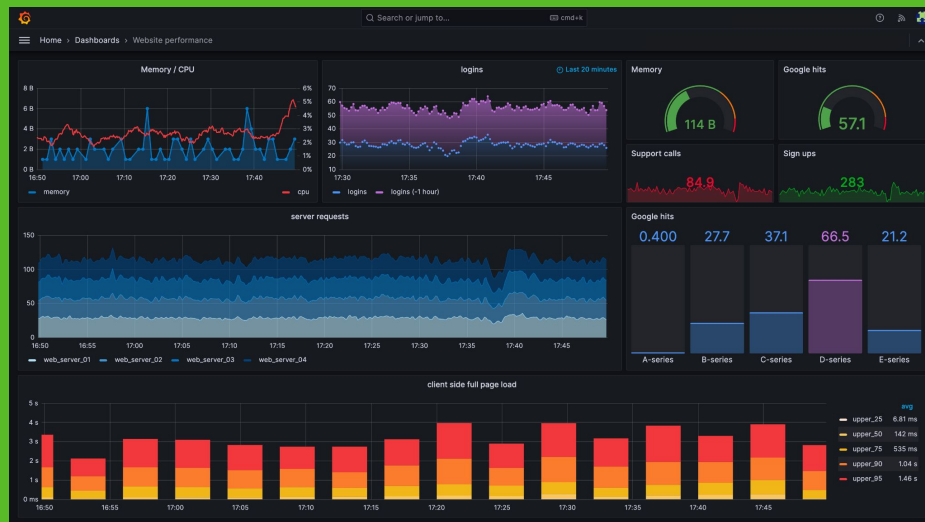 Search or jump to... cmd+k
Home › Dashboards › Website performance
Memory / CPU
8 B
6 B
4 B
2 B
0 B
6%
5%
4%
3%
2%
1%
0%
16:50 17:00 17:10 17:20 17:30 17:40
memory cpu
logins
Last 20 minutes
70
60
50
40
30
20
10
17:30 17:35 17:40 17:45
logins logins (-1 hour)
Memory
114 B
Google hits
57.1
Support calls
84.9
Sign ups
283
server requests
150
100
50
0
16:50 16:55 17:00 17:05 17:10 17:15 17:20 17:25 17:30 17:35 17:40 17:45
web_server_01 web_server_02 web_server_03 web_server_04
Google hits
0.400 27.7 37.1 66.5 21.2
A-series B-series C-series D-series E-series
client side full page load
5 s
4 s
3 s
2 s
1 s
0 ms
16:50 16:55 17:00 17:05 17:10 17:15 17:20 17:25 17:30 17:35 17:40 17:45
avg
upper_25 6.81 ms
upper_50 142 ms
upper_75 535 ms
upper_90 1.04 s
upper_95 1.46 s